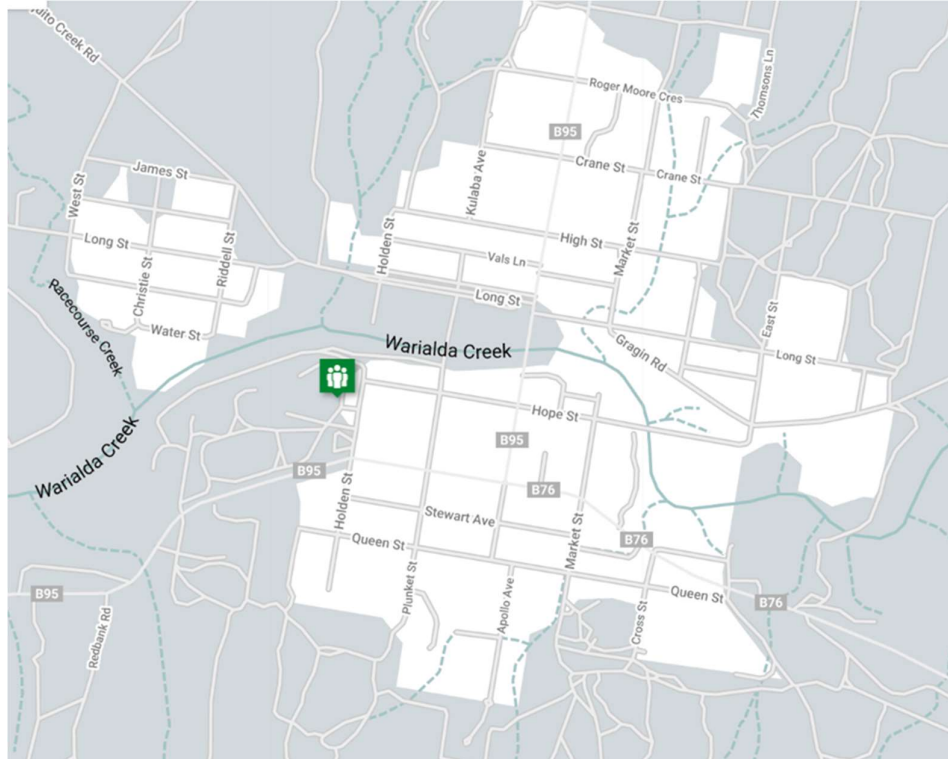 Creek Rd
Thomsons Ln
Roger Moore Cres
B95
James St
Crane St
Crane St
Kulaba Ave
West St
Long St
Riddell St
Holden St
High St
Market St
Vals Ln
Christie St
Long St
Racecourse Creek
Water St
East St
Warialda Creek
Gragin Rd
Long St
Hope St
B95
Warialda Creek
B95
B76
Holden St
Stewart Ave
Market St
B76
Queen St
Plunket St
Apollo Ave
B95
Queen St
B76
Redbank Rd
Cross St